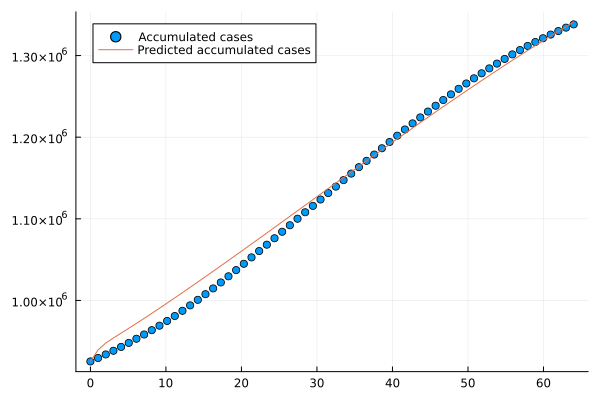 Accumulated cases
Predicted accumulated cases
1.30×10⁶
1.20×10⁶
1.10×10⁶
1.00×10⁶
0 10 20 30 40 50 60